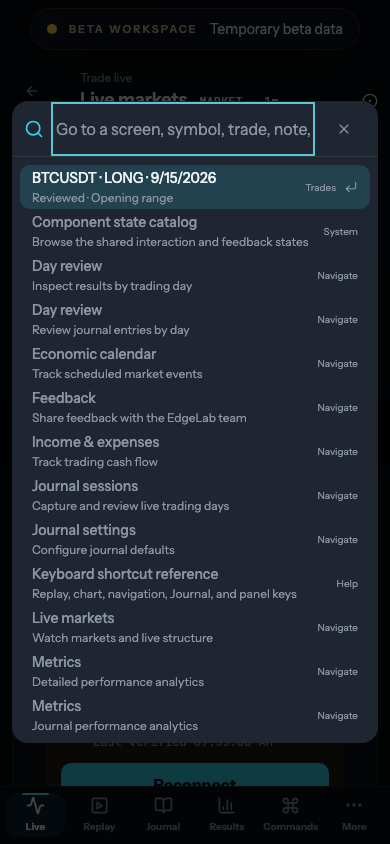 BETA WORKSPACE Temporary beta data
Trade live
Live markets MARKET
Go to a screen, symbol, trade, note,
BTCUSDT · LONG · 9/15/2026
Reviewed · Opening range
Trades
Component state catalog
Browse the shared interaction and feedback states
System
Day review
Inspect results by trading day
Navigate
Day review
Review journal entries by day
Navigate
Economic calendar
Track scheduled market events
Navigate
Feedback
Share feedback with the EdgeLab team
Navigate
Income & expenses
Track trading cash flow
Navigate
Journal sessions
Capture and review live trading days
Navigate
Journal settings
Configure journal defaults
Navigate
Keyboard shortcut reference
Replay, chart, navigation, Journal, and panel keys
Help
Live markets
Watch markets and live structure
Navigate
Metrics
Detailed performance analytics
Navigate
Metrics
Journal performance analytics
Navigate
Reconnect
Live Replay Journal Results Commands More